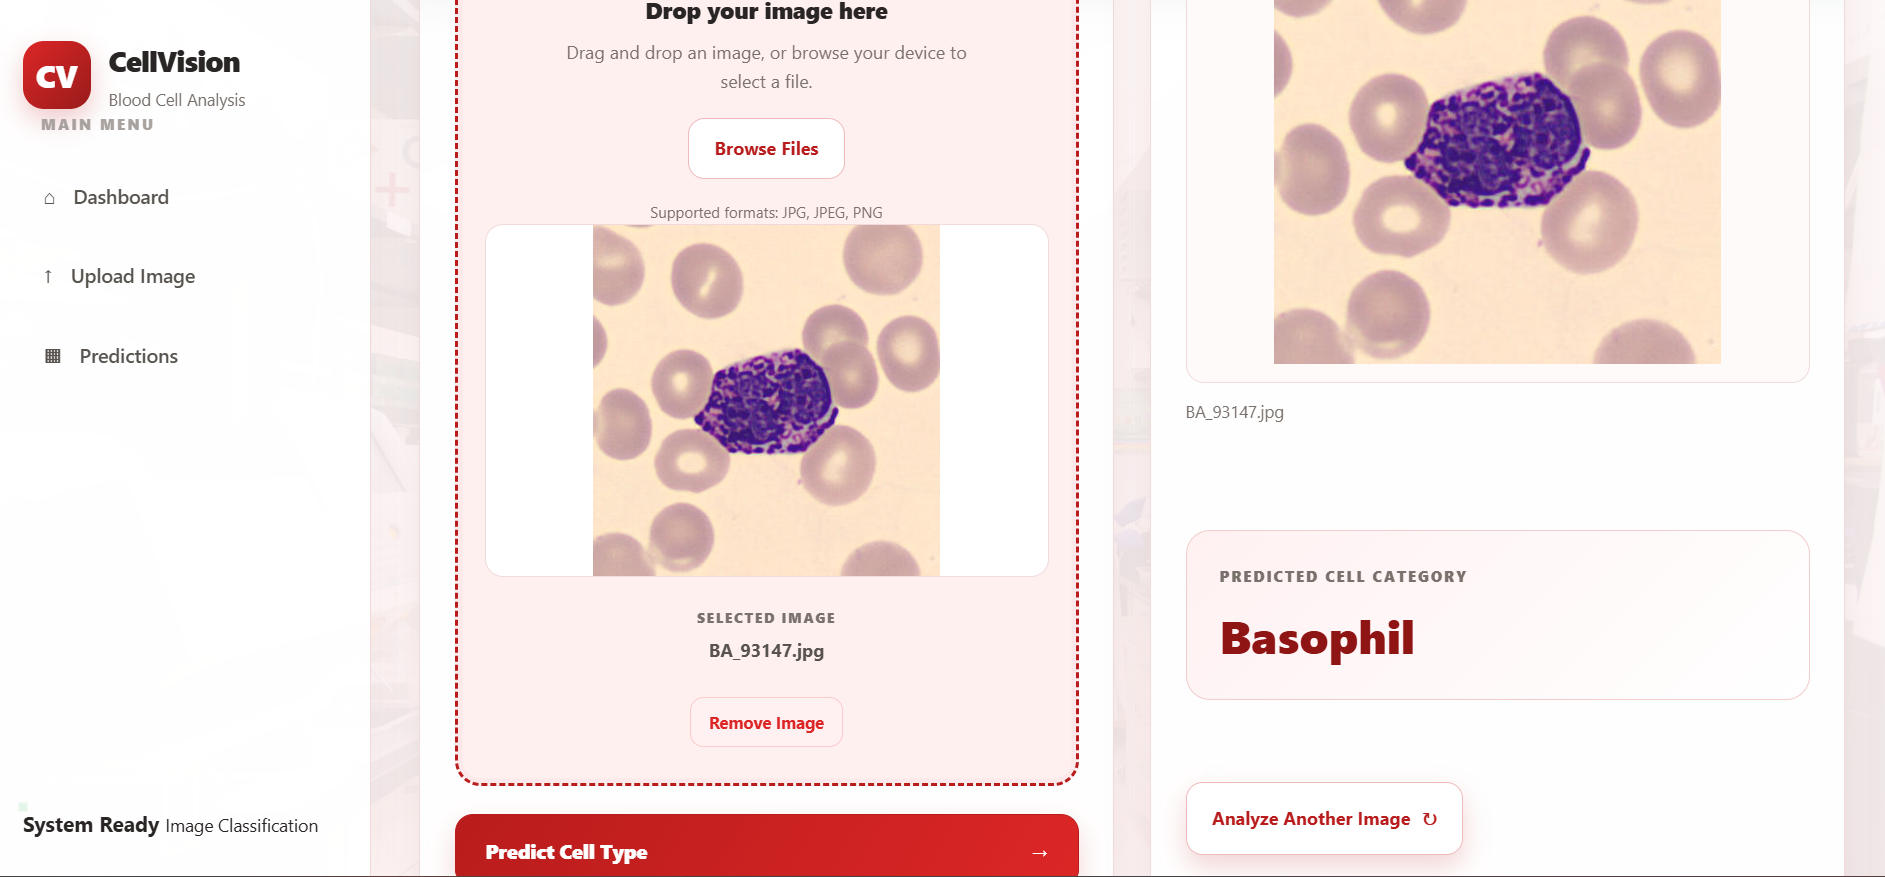 CV
CellVision
Blood Cell Analysis
MAIN MENU
⌂ Dashboard
↑ Upload Image
▦ Predictions
System Ready Image Classification
Drop your image here
Drag and drop an image, or browse your device to
select a file.
Browse Files
Supported formats: JPG, JPEG, PNG
SELECTED IMAGE
BA_93147.jpg
Remove Image
Predict Cell Type →
BA_93147.jpg
PREDICTED CELL CATEGORY
Basophil
Analyze Another Image ↻